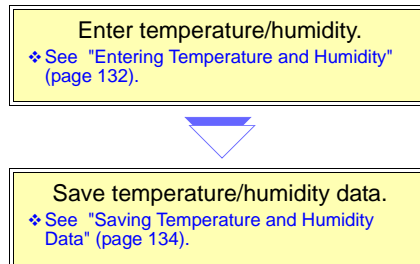 Enter temperature/humidity.
❖ See "Entering Temperature and Humidity"
(page 132).
Save temperature/humidity data.
❖ See "Saving Temperature and Humidity
Data" (page 134).